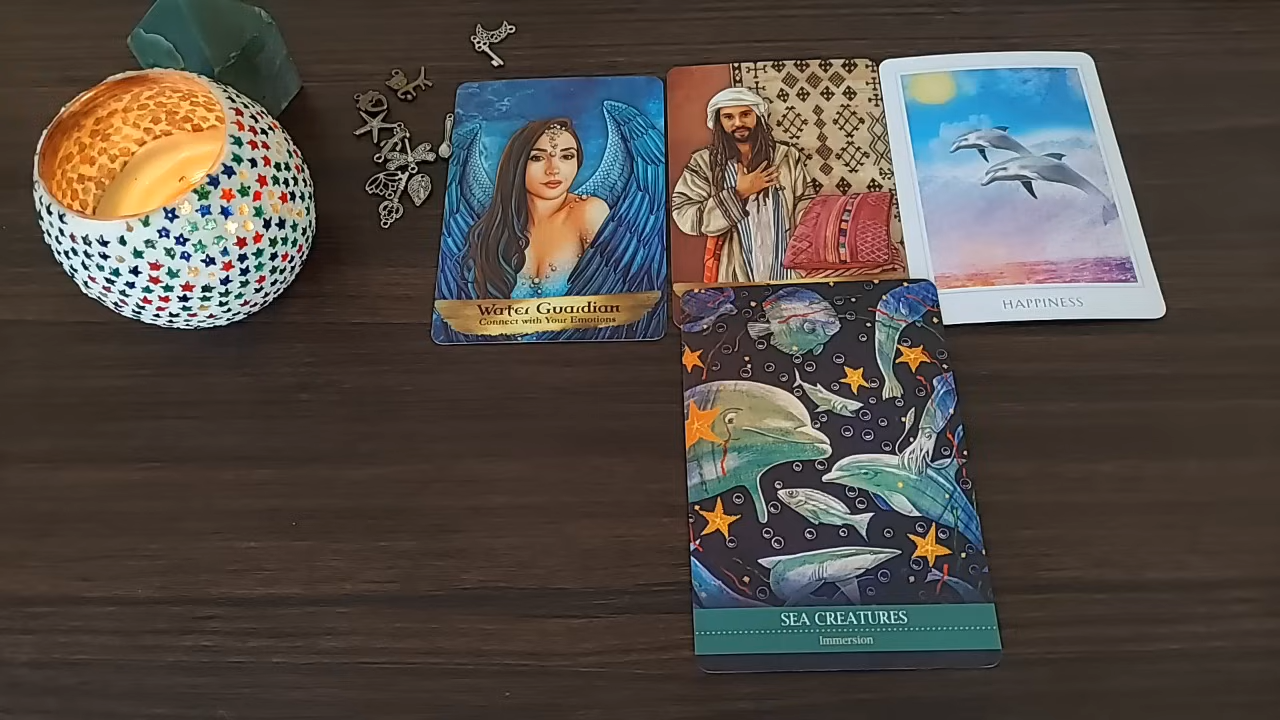 Water Guardian
Connect with Your Emotions
HAPPINESS
SEA CREATURES
Immersion